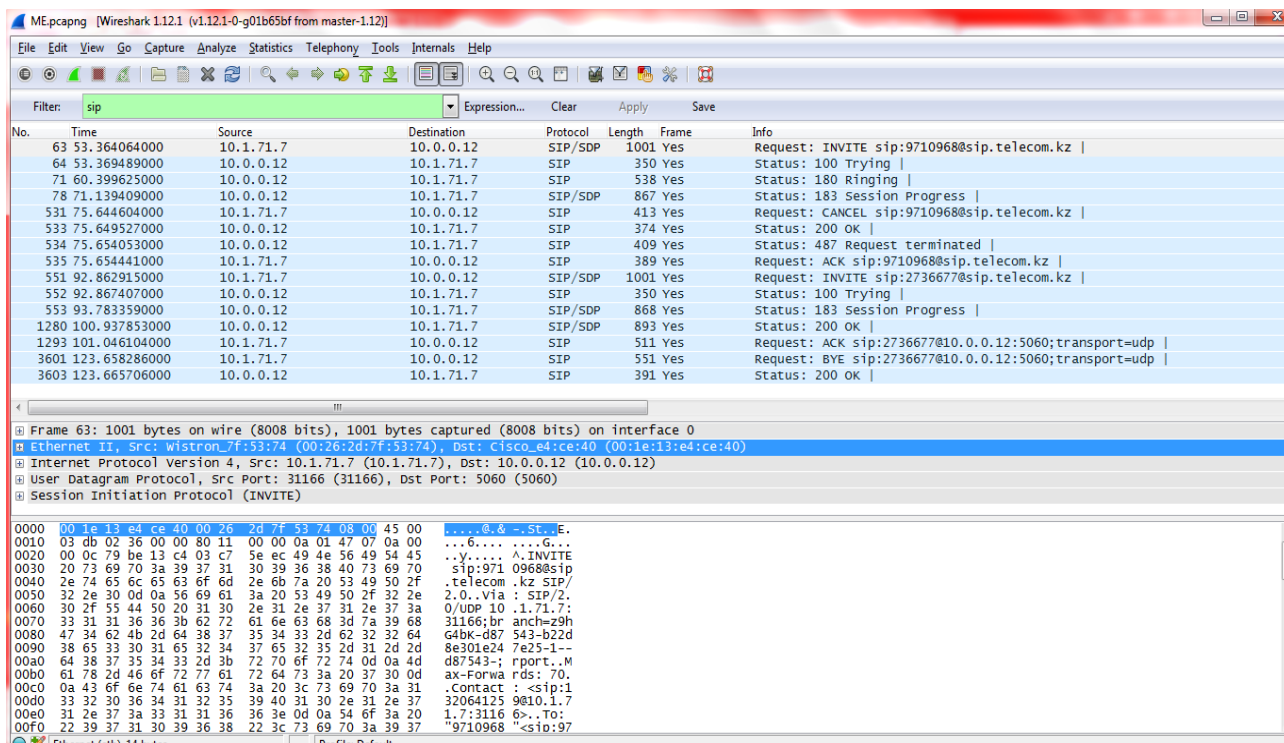 ME.pcapng [Wireshark 1.12.1 (v1.12.1-0-g01b65bf from master-1.12)]
File Edit View Go Capture Analyze Statistics Telephony Tools Internals Help
Filter: sip Expression... Clear Apply Save
No. Time Source Destination Protocol Length Frame Info
63 53.364064000 10.1.71.7 10.0.0.12 SIP/SDP 1001 Yes Request: INVITE sip:9710968@sip.telecom.kz |
64 53.369489000 10.0.0.12 10.1.71.7 SIP 350 Yes Status: 100 Trying |
71 60.399625000 10.0.0.12 10.1.71.7 SIP 538 Yes Status: 180 Ringing |
78 71.139409000 10.0.0.12 10.1.71.7 SIP/SDP 867 Yes Status: 183 Session Progress |
531 75.644604000 10.1.71.7 10.0.0.12 SIP 413 Yes Request: CANCEL sip:9710968@sip.telecom.kz |
533 75.649527000 10.0.0.12 10.1.71.7 SIP 374 Yes Status: 200 OK |
534 75.654053000 10.0.0.12 10.1.71.7 SIP 409 Yes Status: 487 Request terminated |
535 75.654441000 10.1.71.7 10.0.0.12 SIP 389 Yes Request: ACK sip:9710968@sip.telecom.kz |
551 92.862915000 10.1.71.7 10.0.0.12 SIP/SDP 1001 Yes Request: INVITE sip:2736677@sip.telecom.kz |
552 92.867407000 10.0.0.12 10.1.71.7 SIP 350 Yes Status: 100 Trying |
553 93.783359000 10.0.0.12 10.1.71.7 SIP/SDP 868 Yes Status: 183 Session Progress |
1280 100.937853000 10.0.0.12 10.1.71.7 SIP/SDP 893 Yes Status: 200 OK |
1293 101.046104000 10.1.71.7 10.0.0.12 SIP 511 Yes Request: ACK sip:2736677@10.0.0.12:5060;transport=udp |
3601 123.658286000 10.1.71.7 10.0.0.12 SIP 551 Yes Request: BYE sip:2736677@10.0.0.12:5060;transport=udp |
3603 123.665706000 10.0.0.12 10.1.71.7 SIP 391 Yes Status: 200 OK |
Frame 63: 1001 bytes on wire (8008 bits), 1001 bytes captured (8008 bits) on interface 0
Ethernet II, Src: Wistron_7f:53:74 (00:26:2d:7f:53:74), Dst: Cisco_e4:ce:40 (00:1e:13:e4:ce:40)
Internet Protocol Version 4, Src: 10.1.71.7 (10.1.71.7), Dst: 10.0.0.12 (10.0.0.12)
User Datagram Protocol, Src Port: 31166 (31166), Dst Port: 5060 (5060)
Session Initiation Protocol (INVITE)
0000 00 1e 13 e4 ce 40 00 26 2d 7f 53 74 08 00 45 00 .....@.& -.St..E.
0010 03 db 02 36 00 00 80 11 00 00 0a 01 47 07 0a 00 ...6.... ....G...
0020 00 0c 79 be 13 c4 03 c7 5e ec 49 4e 56 49 54 45 ..y..... ^.INVITE
0030 20 73 69 70 3a 39 37 31 30 39 36 38 40 73 69 70 sip:971 0968@sip
0040 2e 74 65 6c 65 63 6f 6d 2e 6b 7a 20 53 49 50 2f .telecom .kz SIP/
0050 32 2e 30 0d 0a 56 69 61 3a 20 53 49 50 2f 32 2e 2.0..Via : SIP/2.
0060 30 2f 55 44 50 20 31 30 2e 31 2e 37 31 2e 37 3a 0/UDP 10 .1.71.7:
0070 33 31 31 36 36 3b 62 72 61 6e 63 68 3d 7a 39 68 31166;br anch=z9h
0080 47 34 62 4b 2d 64 38 37 35 34 33 2d 62 32 32 64 G4bK-d87 543-b22d
0090 38 65 33 30 31 65 32 34 37 65 32 35 2d 31 2d 2d 8e301e24 7e25-1--
00a0 64 38 37 35 34 33 2d 3b 72 70 6f 72 74 0d 0a 4d d87543-; rport..M
00b0 61 78 2d 46 6f 72 77 61 72 64 73 3a 20 37 30 0d ax-Forwa rds: 70.
00c0 0a 43 6f 6e 74 61 63 74 3a 20 3c 73 69 70 3a 31 .Contact : <sip:1
00d0 33 32 30 36 34 31 32 35 39 40 31 30 2e 31 2e 37 32064125 9@10.1.7
00e0 31 2e 37 3a 33 31 31 36 36 3e 0d 0a 54 6f 3a 20 1.7:3116 6>..To:
00f0 22 39 37 31 30 39 36 38 22 3c 73 69 70 3a 39 37 "9710968 "<sip:97